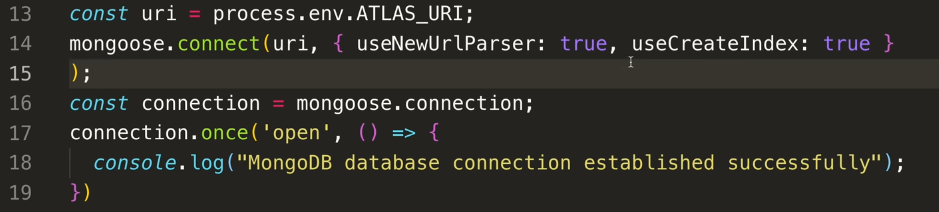 13 const uri = process.env.ATLAS_URI;
14 mongoose.connect(uri, { useNewUrlParser: true, useCreateIndex: true }
15 );
16 const connection = mongoose.connection;
17 connection.once('open', () => {
18   console.log("MongoDB database connection established successfully");
19 })